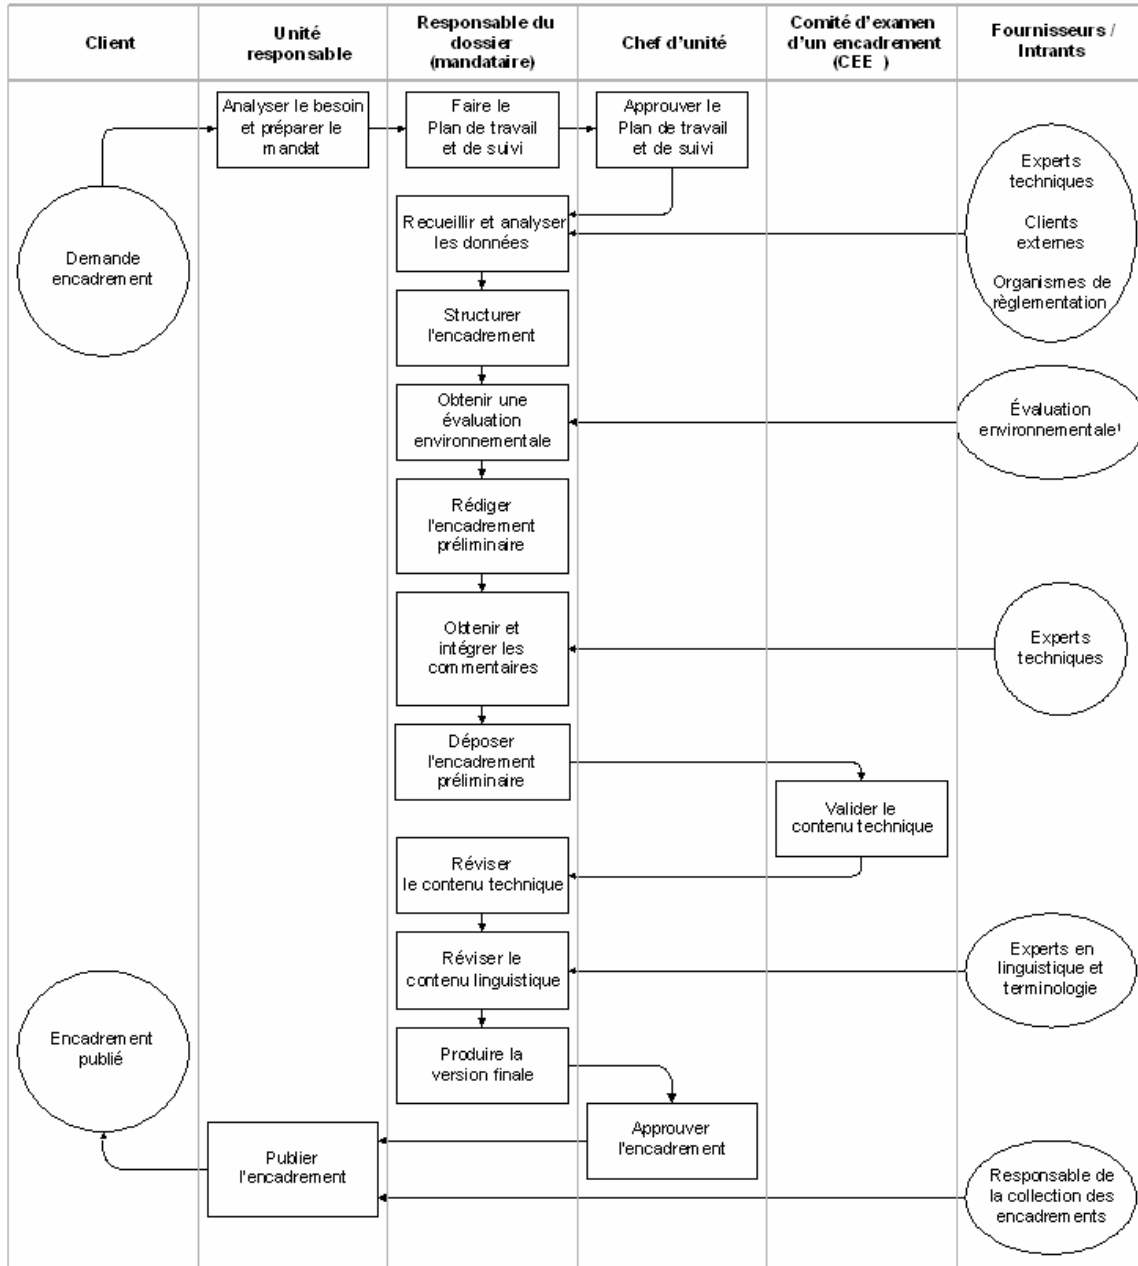 Client
Unité
responsable
Responsable du
dossier
(mandataire)
Chef d'unité
Comité d'examen
d'un encadrement
(CEE )
Fournisseurs /
Intrants
Analyser le besoin
et préparer le
mandat
Faire le
Plan de travail
et de suivi
Approuver le
Plan de travail
et de suivi
Experts
techniques
Clients
externes
Organismes de
règlementation
Demande
encadrement
Recueillir et analyser
les données
Structurer
l'encadrement
Obtenir une
évaluation
environnementale
Évaluation
environnementale¹
Rédiger
l'encadrement
préliminaire
Obtenir et
intégrer les
commentaires
Experts
techniques
Déposer
l'encadrement
préliminaire
Valider le
contenu technique
Réviser
le contenu technique
Réviser le
contenu linguistique
Experts en
linguistique et
terminologie
Encadrement
publié
Produire la
version finale
Approuver
l'encadrement
Publier
l'encadrement
Responsable de
la collection des
encadrements